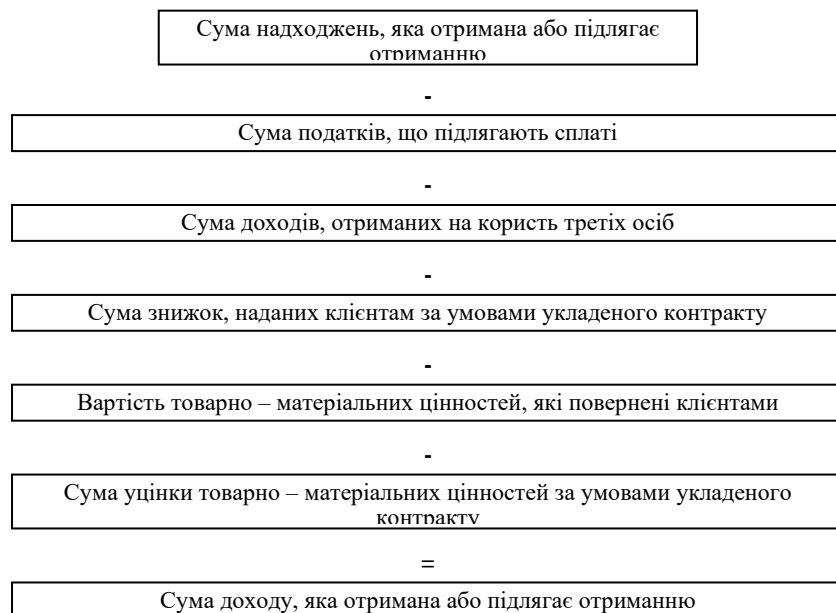 Сума надходжень, яка отримана або підлягає
отриманню
-
Сума податків, що підлягають сплаті
-
Сума доходів, отриманих на користь третіх осіб
-
Сума знижок, наданих клієнтам за умовами укладеного контракту
-
Вартість товарно – матеріальних цінностей, які повернені клієнтами
-
Сума уцінки товарно – матеріальних цінностей за умовами укладеного
контракту
=
Сума доходу, яка отримана або підлягає отриманню